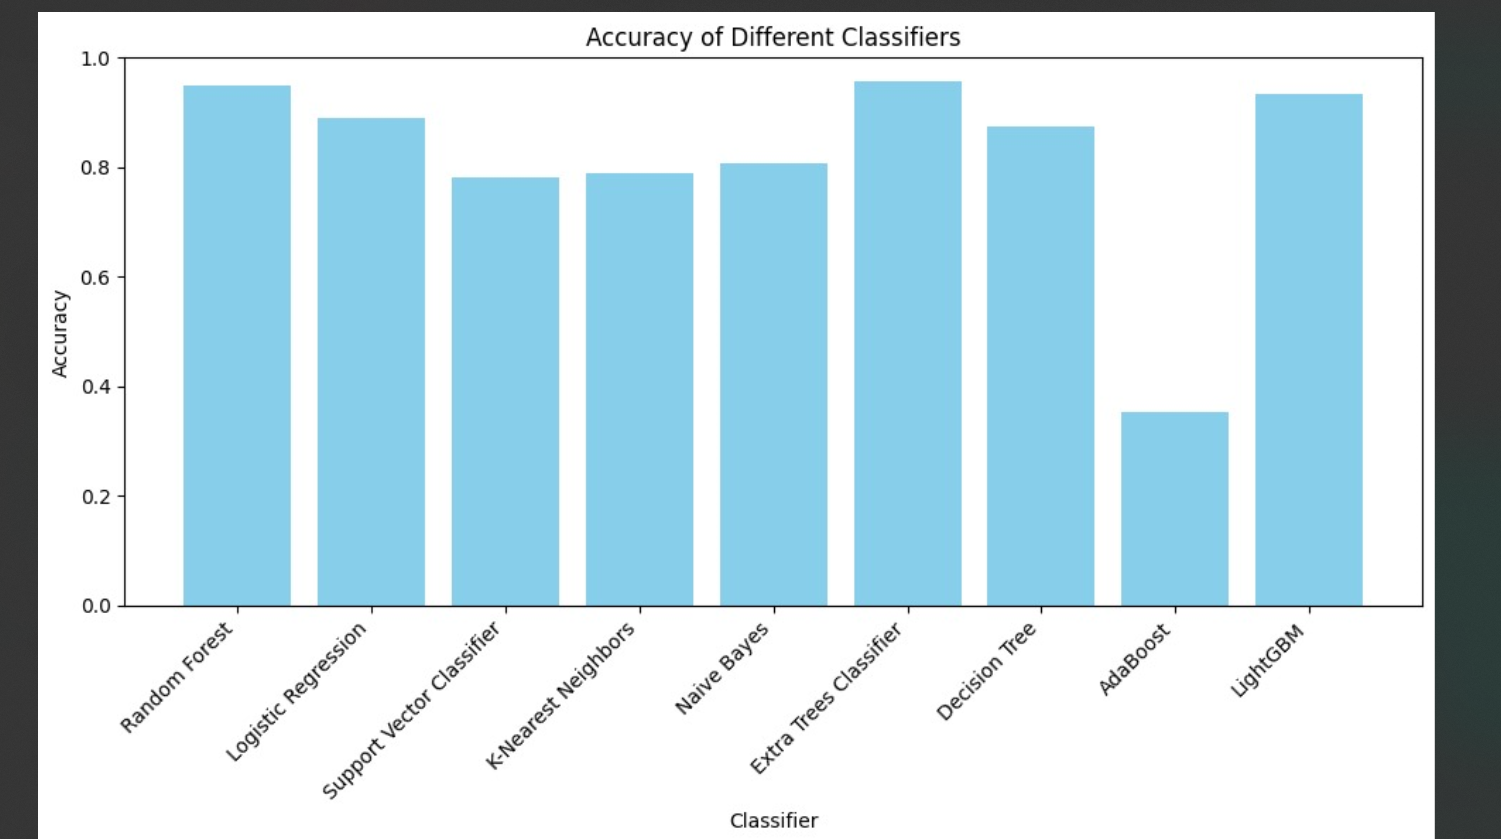 Accuracy of Different Classifiers
1.0
0.8
0.6
0.4
0.2
0.0
Accuracy
Random Forest
Logistic Regression
Support Vector Classifier
K-Nearest Neighbors
Naive Bayes
Extra Trees Classifier
Decision Tree
AdaBoost
LightGBM
Classifier